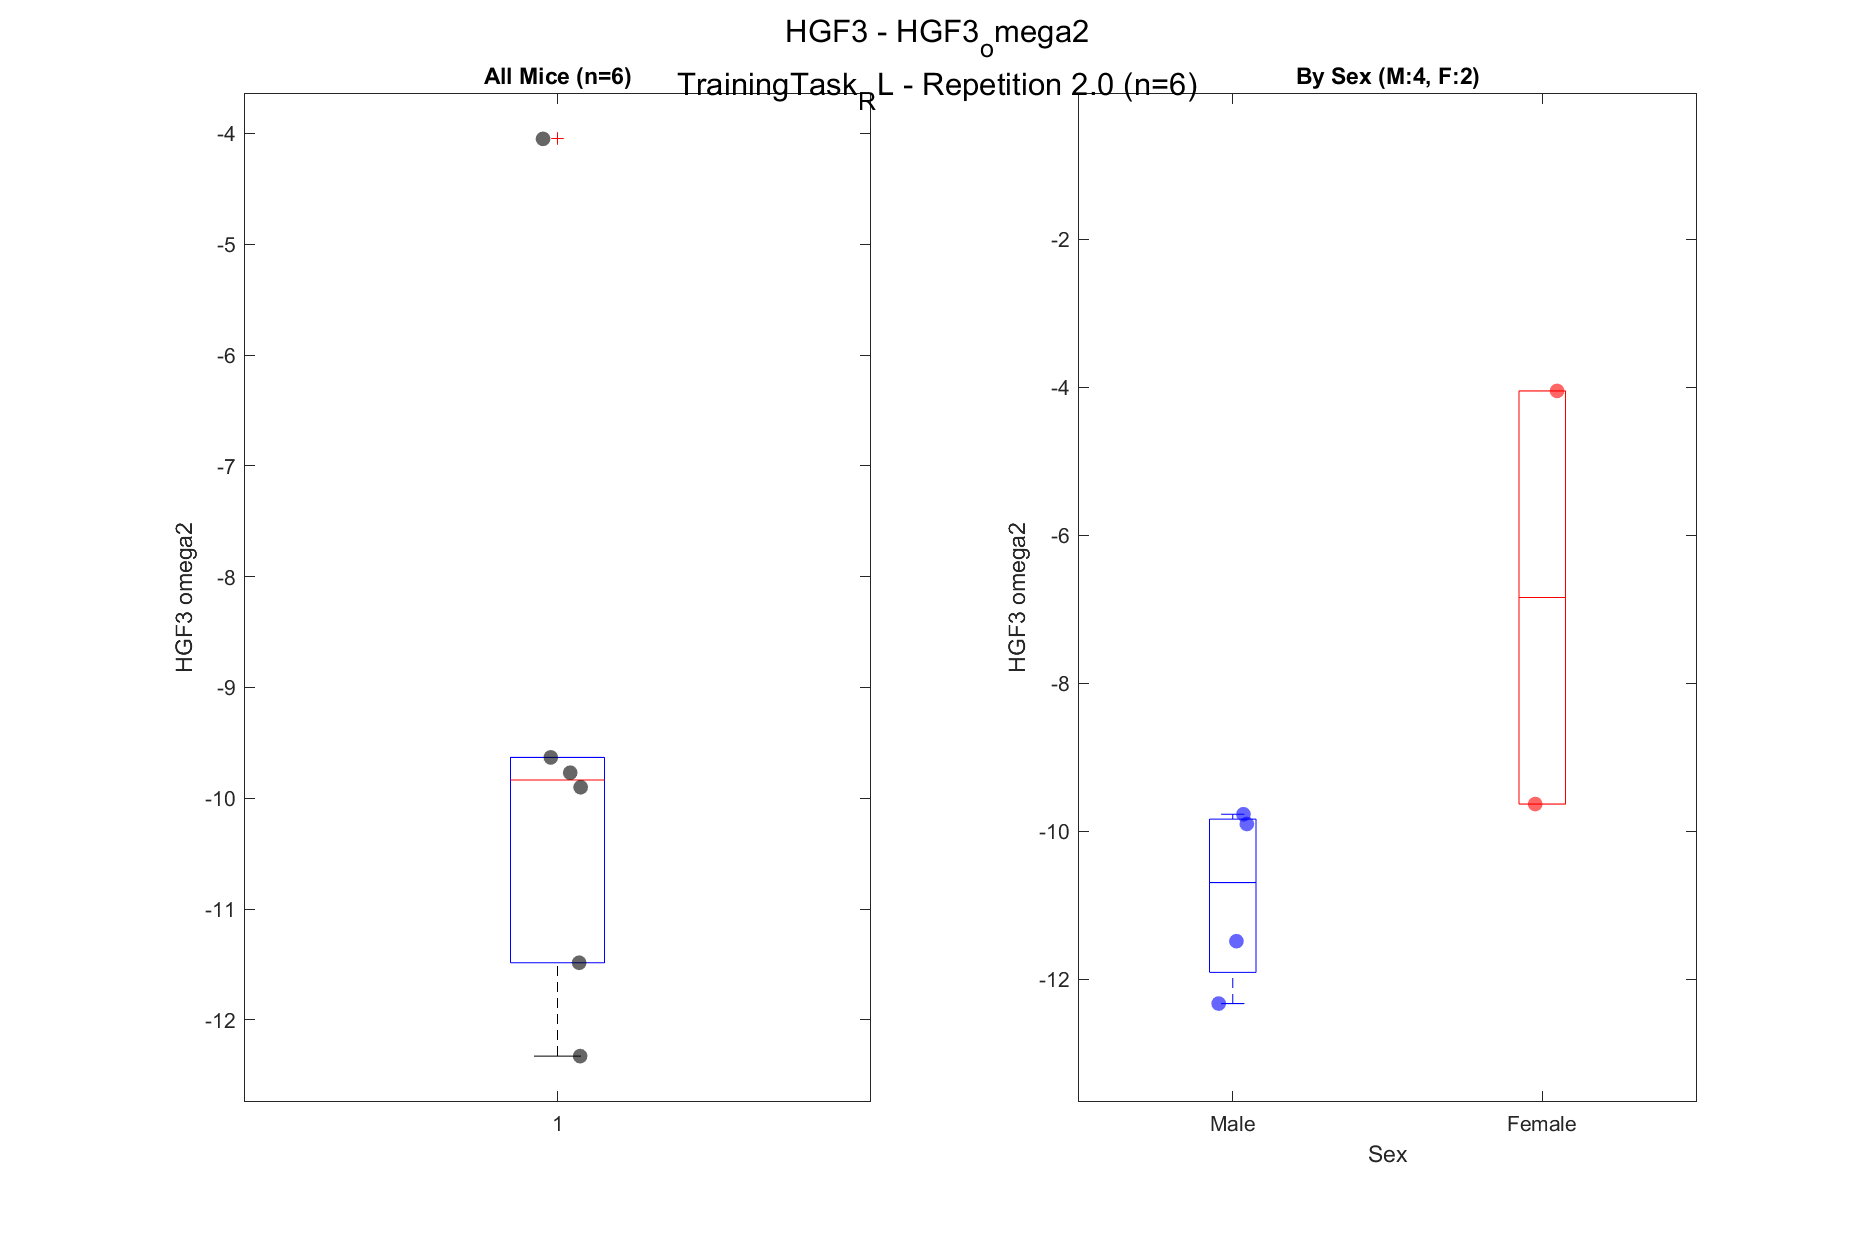 HGF3 - HGF3omega2
TrainingTaskRL - Repetition 2.0 (n=6)
All Mice (n=6)
-4
-5
-6
-7
-8
-9
-10
-11
-12
HGF3 omega2
1
By Sex (M:4, F:2)
-2
-4
-6
-8
-10
-12
HGF3 omega2
Male
Female
Sex